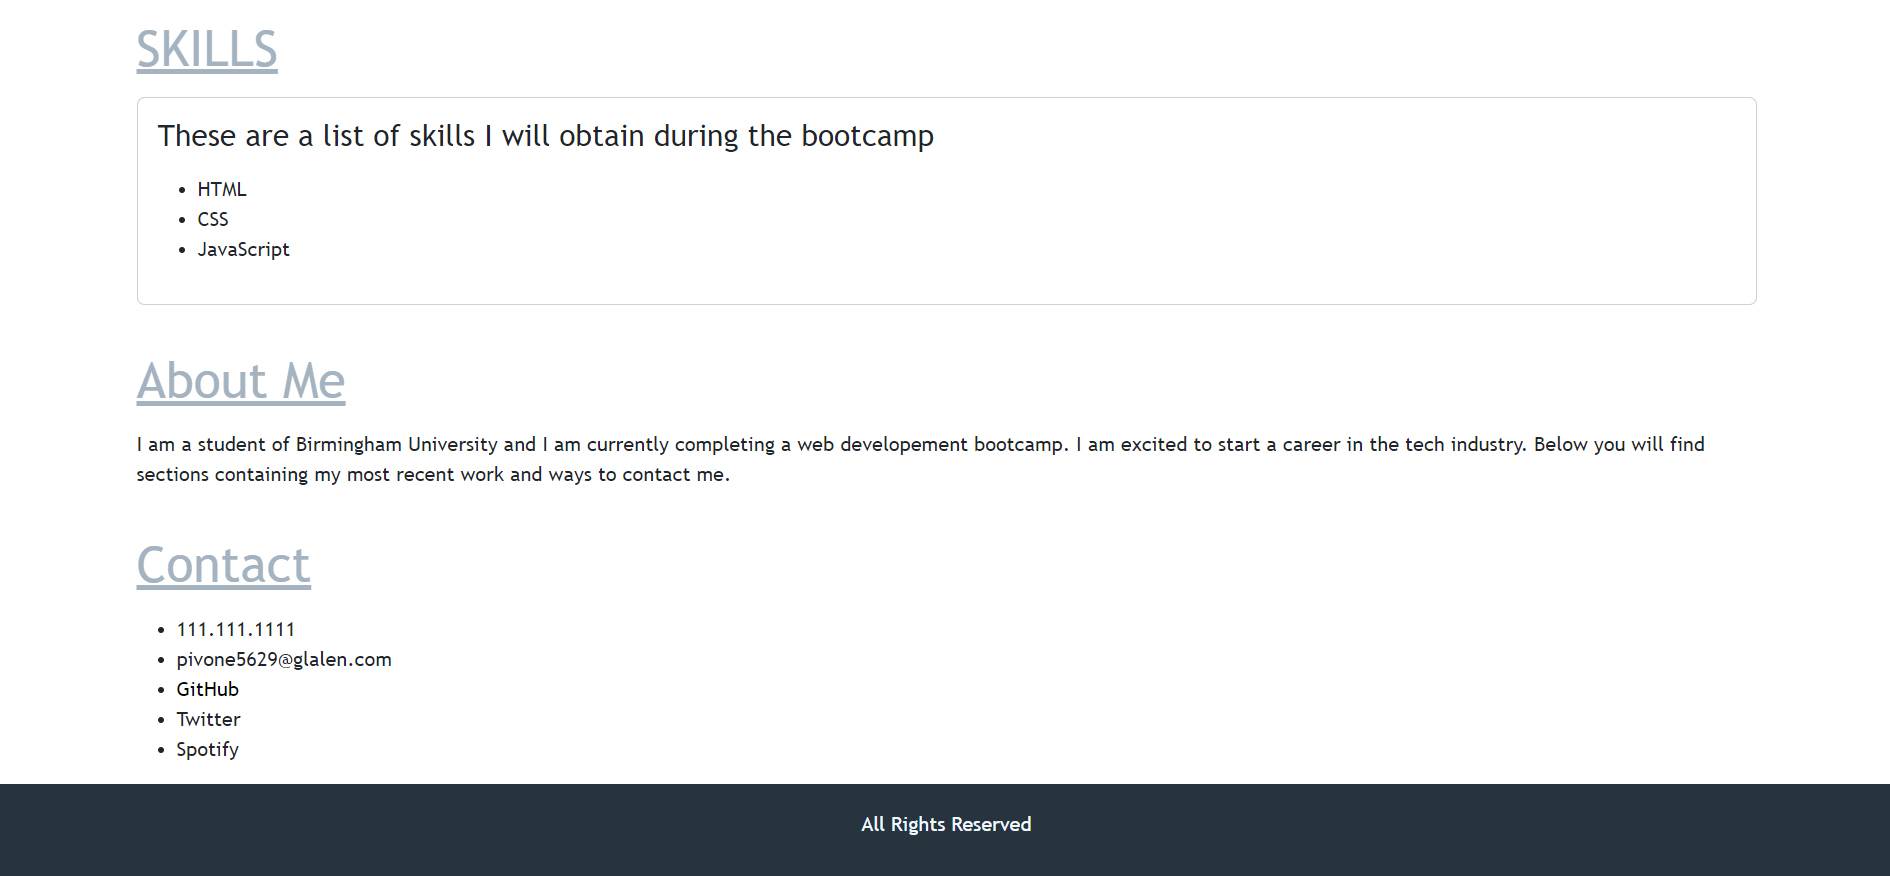 SKILLS
These are a list of skills I will obtain during the bootcamp
HTML
CSS
JavaScript
About Me
I am a student of Birmingham University and I am currently completing a web developement bootcamp. I am excited to start a career in the tech industry. Below you will find
sections containing my most recent work and ways to contact me.
Contact
111.111.1111
pivone5629@glalen.com
GitHub
Twitter
Spotify
All Rights Reserved